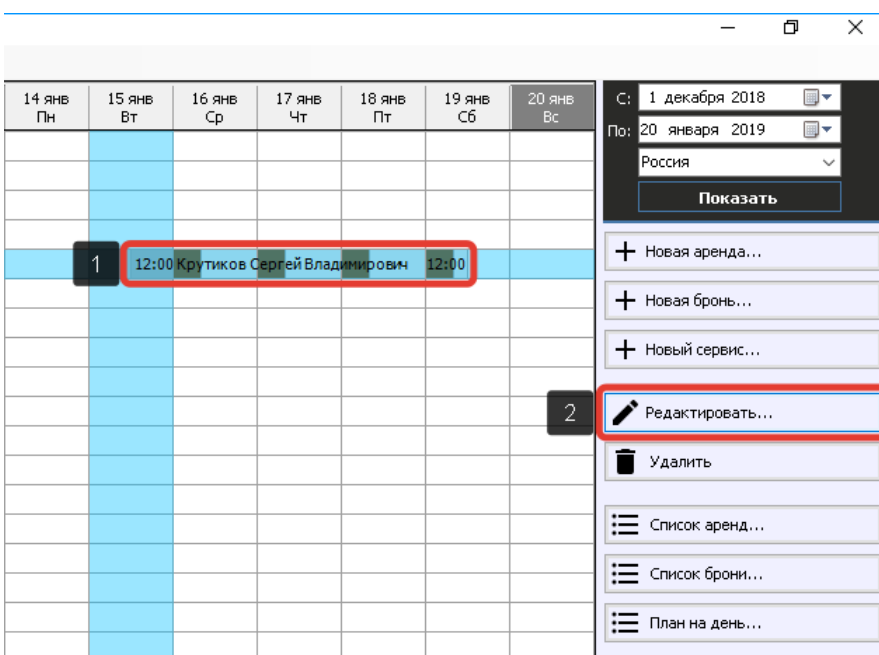 14 янв 15 янв 16 янв 17 янв 18 янв 19 янв 20 янв
Пн Вт Ср Чт Пт Сб Вс
С: 1 декабря 2018
По: 20 января 2019
Россия
Показать
1 12:00 Крутиков Сергей Владимирович 12:00
Новая аренда...
Новая бронь...
Новый сервис...
2 Редактировать...
Удалить
Список аренд...
Список брони...
План на день...